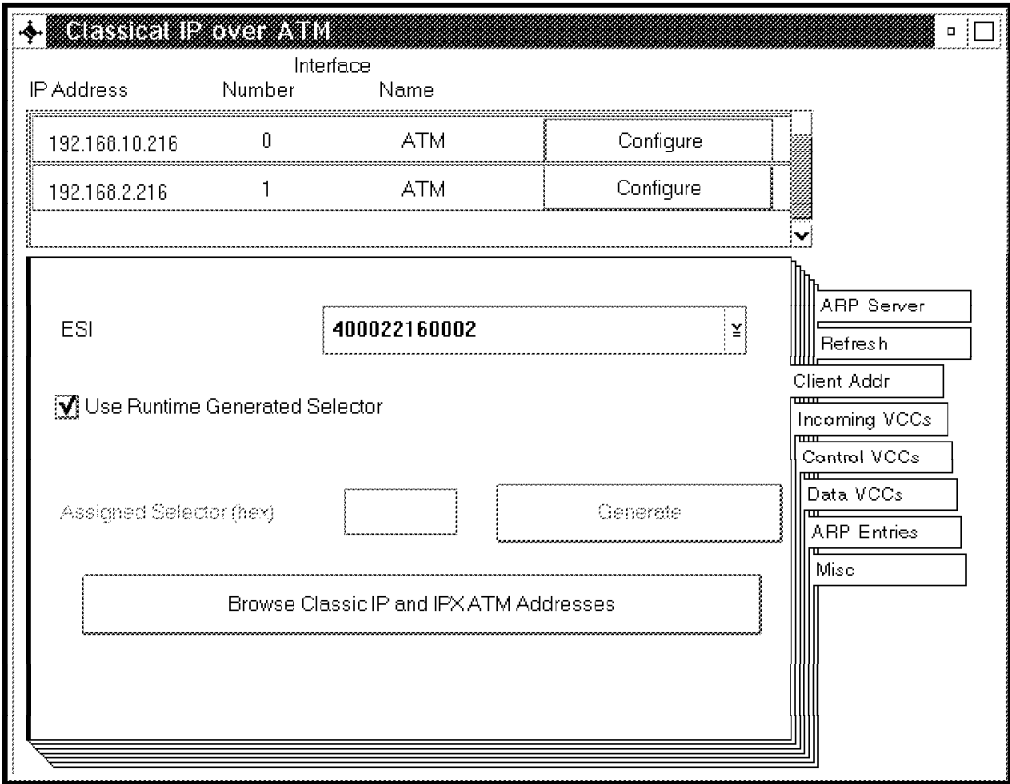 Classical IP over ATM
Interface
IP Address Number Name
192.168.10.216 0 ATM Configure
192.168.2.216 1 ATM Configure
ESI 400022160002
Use Runtime Generated Selector
Assigned Selector (hex) Generate
Browse Classic IP and IPX ATM Addresses
ARP Server
Refresh
Client Addr
Incoming VCCs
Control VCCs
Data VCCs
ARP Entries
Misc